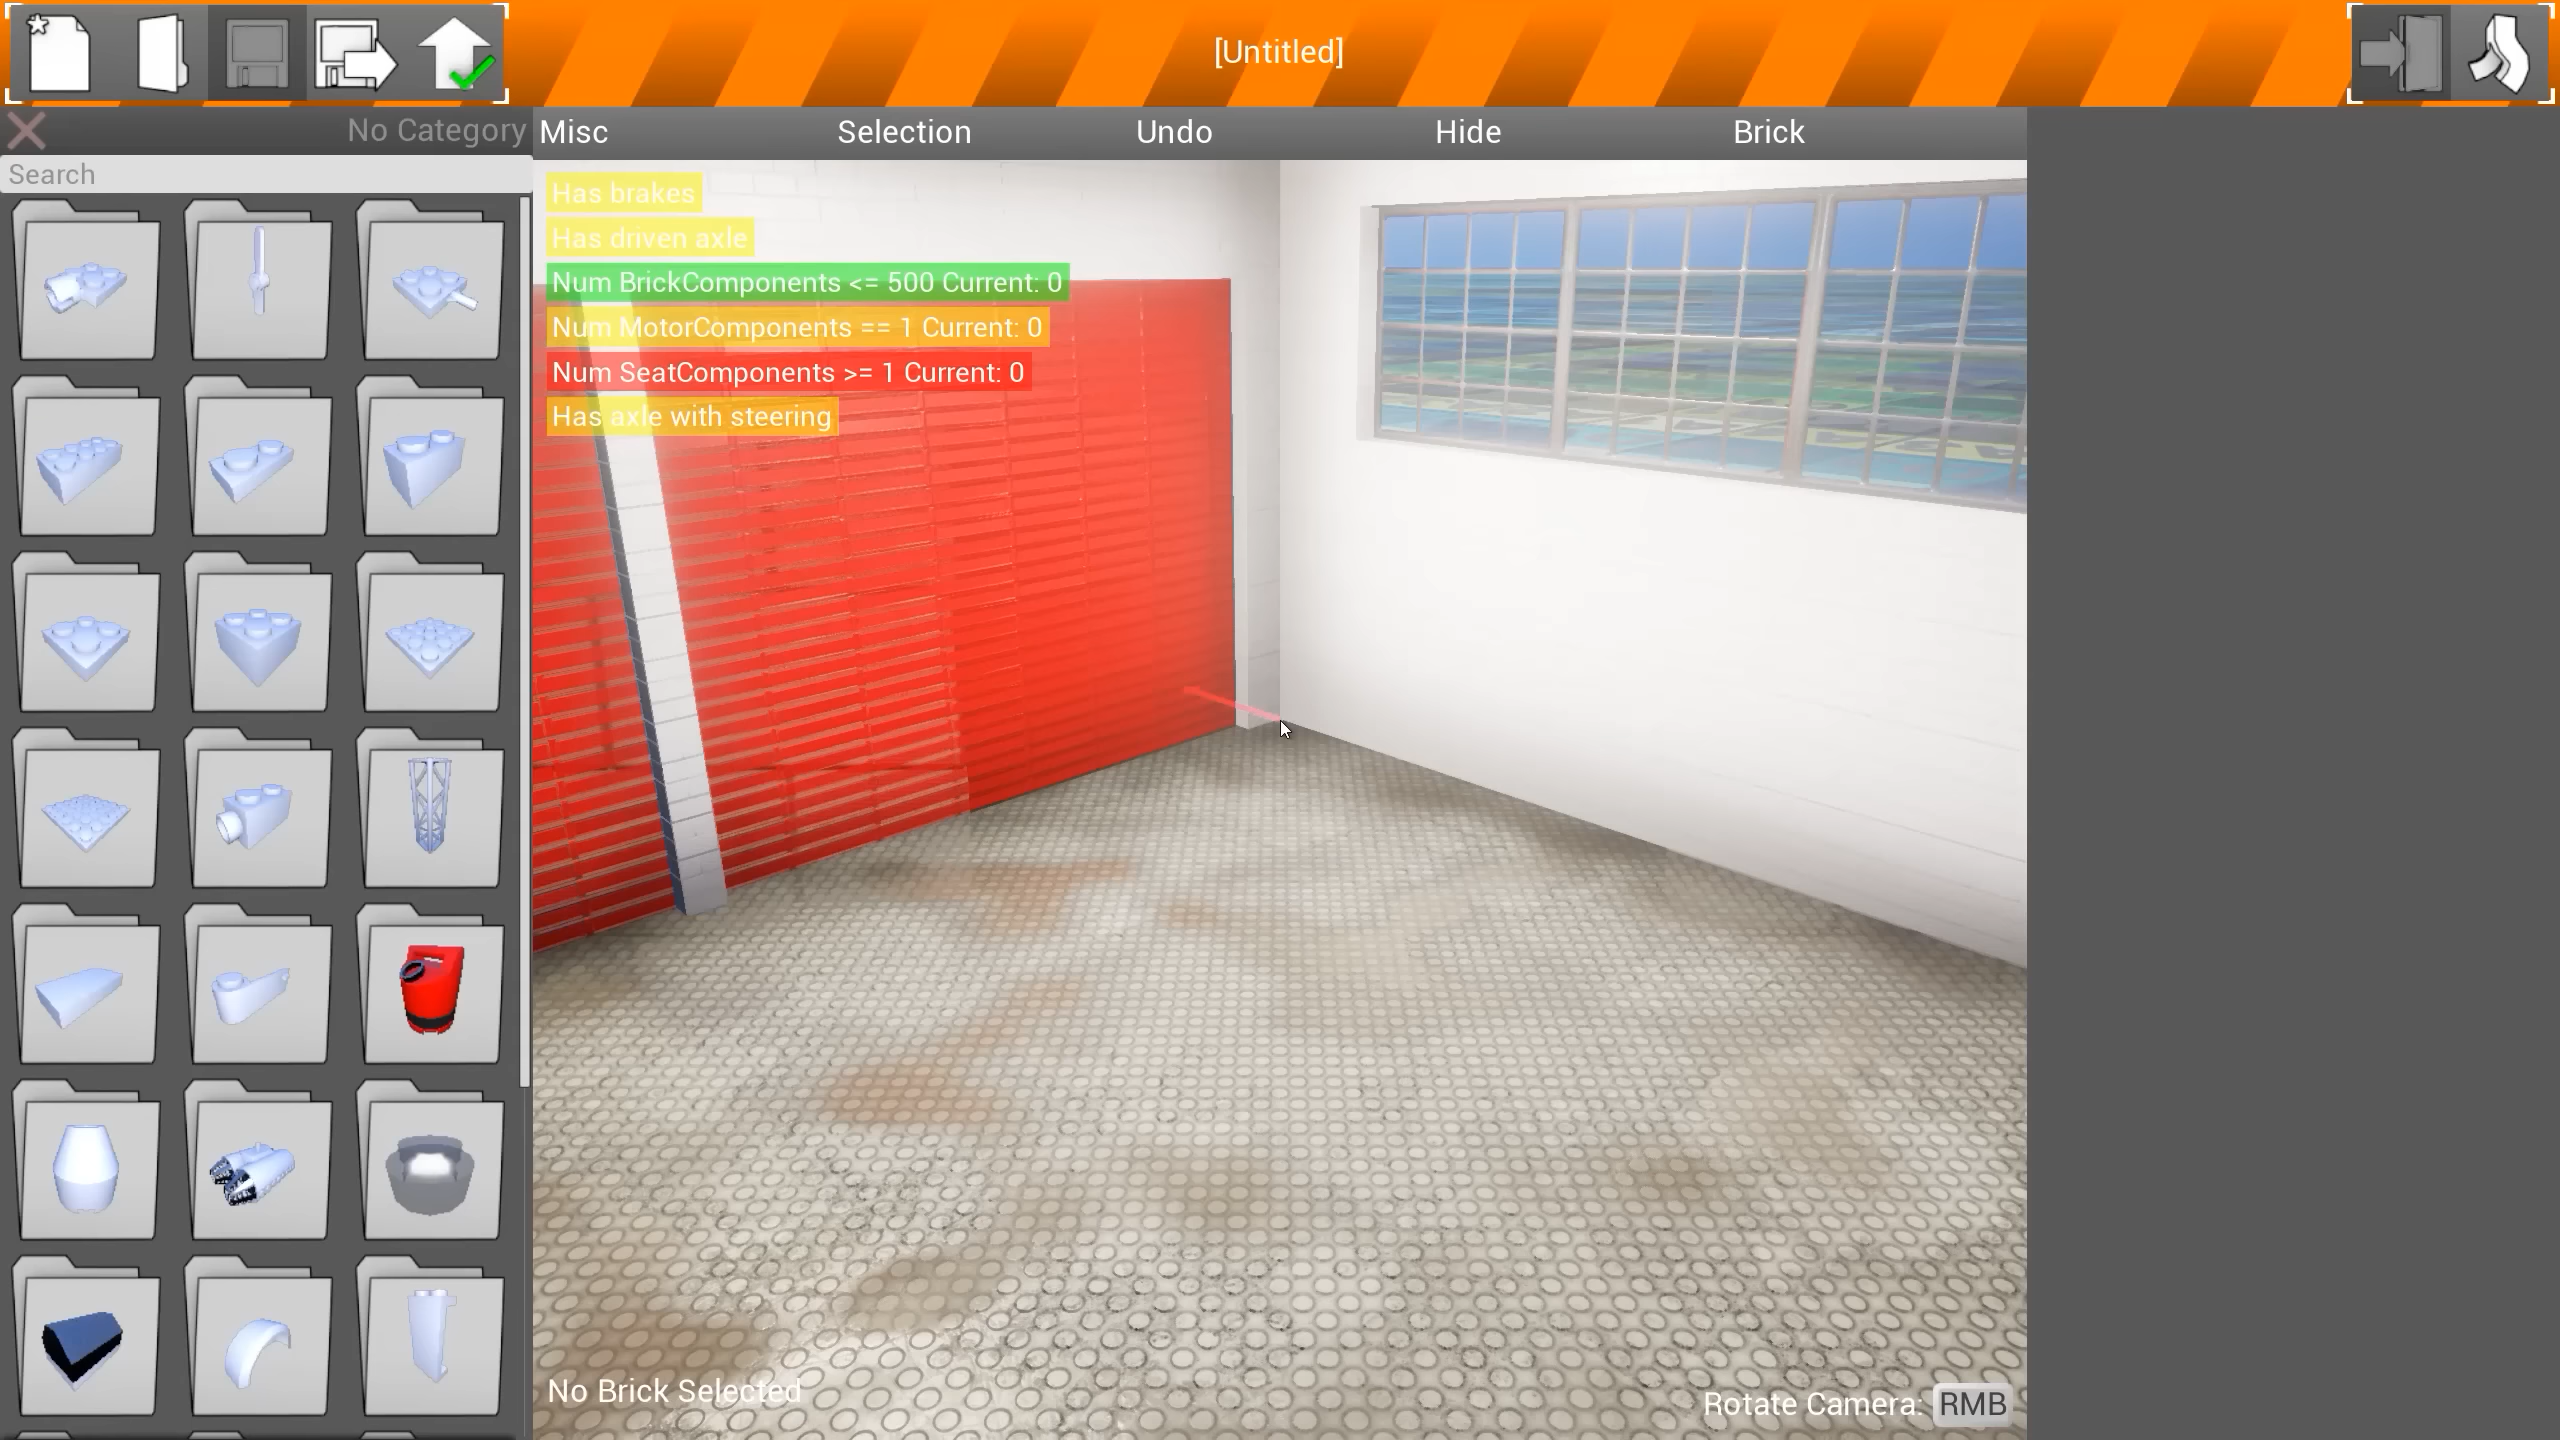 [Untitled]
No Category
Misc
Selection
Undo
Hide
Brick
Search
Has brakes
Has driven axle
Num BrickComponents <= 500 Current: 0
Num MotorComponents == 1 Current: 0
Num SeatComponents >= 1 Current: 0
Has axle with steering
No Brick Selected
Rotate Camera: RMB